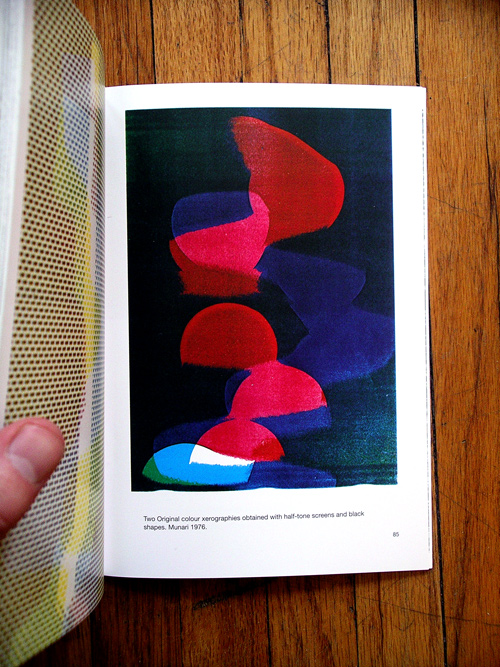 Two Original colour xerographies obtained with half-tone screens and black
shapes. Munari 1976.
85